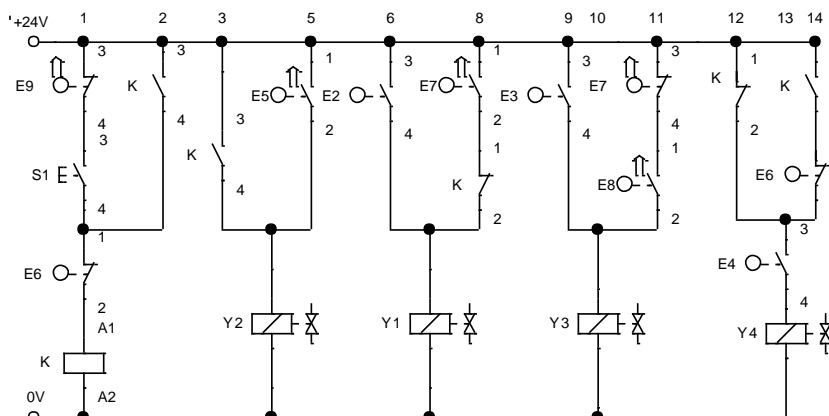 '+24V 1 2 3 5 6 8 9 10 11 12 13 14
3 3 1 3 1 3 3 1
E9 K E5 E2 E7 E3 E7 K K
4 4 3 2 4 2 4 4 2
3 1 1
S1 K K E8 E6
4 4 2 2
1 3
E6 E4
2 4
A1 Y2 Y1 Y3 Y4
K
0V A2